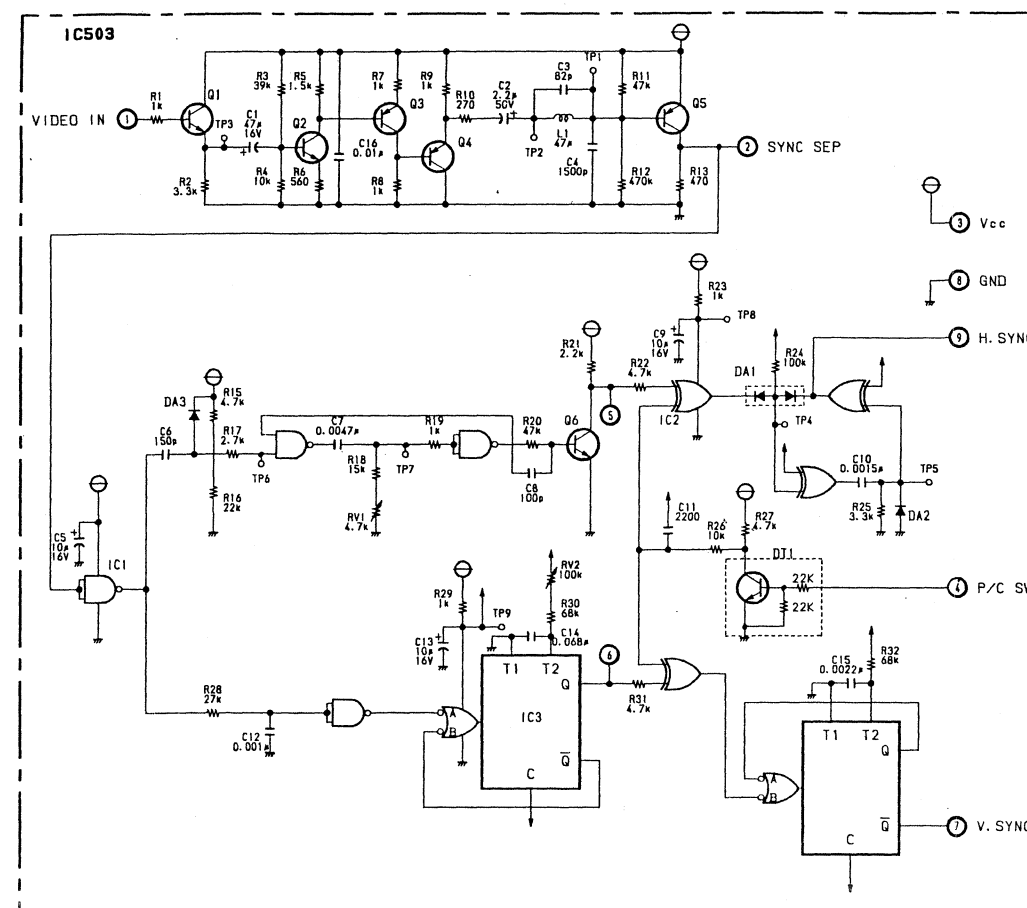 IC503
VIDEO IN
1
R1
1k
Q1
TP3
R2
3.3k
C1
47μ
16V
R3
39k
R4
10k
Q2
R5
1.5k
R6
560
C16
0.01μ
R7
1k
R8
1k
Q3
R9
1k
Q4
R10
270
C2
2.2μ
50V
TP2
C3
82p
L1
47μ
TP1
C4
1500p
R11
47k
R12
470k
Q5
R13
470
2
SYNC SEP
3
Vcc
8
GND
9
H.SYNC
DA3
R15
4.7k
C6
150p
R17
2.7k
TP6
R16
22k
C7
0.0047μ
R18
15k
RV1
4.7k
TP7
R19
1k
R20
47k
C8
100p
Q6
R21
2.2k
5
R22
4.7k
C9
10μ
16V
R23
1k
TP8
IC2
DA1
R24
100k
TP4
C10
0.0015μ
R25
3.3k
DA2
TP5
C5
10μ
16V
IC1
C11
2200
R26
10k
R27
4.7k
DT1
22K
22K
4
P/C SW
R28
27k
C12
0.001μ
C13
10μ
16V
R29
1k
TP9
RV2
100k
R30
68k
C14
0.068μ
T1
T2
Q
IC3
Q̅
C
A
B
6
R31
4.7k
C15
0.0022μ
R32
68k
T1
T2
Q
A
B
Q̅
C
7
V.SYNC